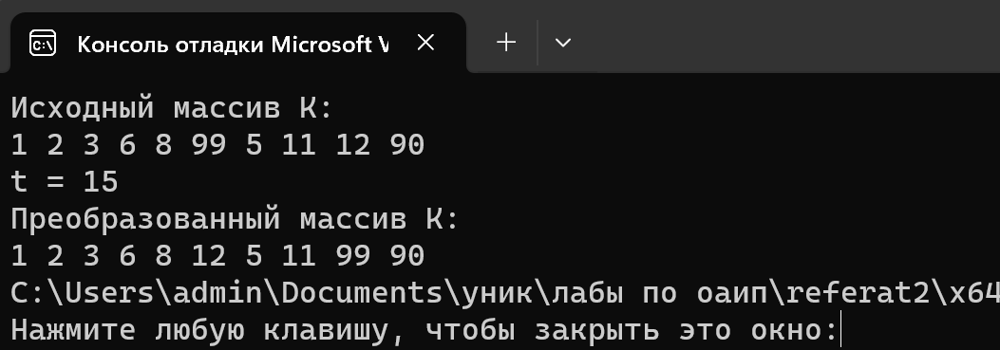 Консоль отладки Microsoft V
Исходный массив K:
1 2 3 6 8 99 5 11 12 90
t = 15
Преобразованный массив K:
1 2 3 6 8 12 5 11 99 90
C:\Users\admin\Documents\уник\лабы по оаип\referat2\x64
Нажмите любую клавишу, чтобы закрыть это окно: